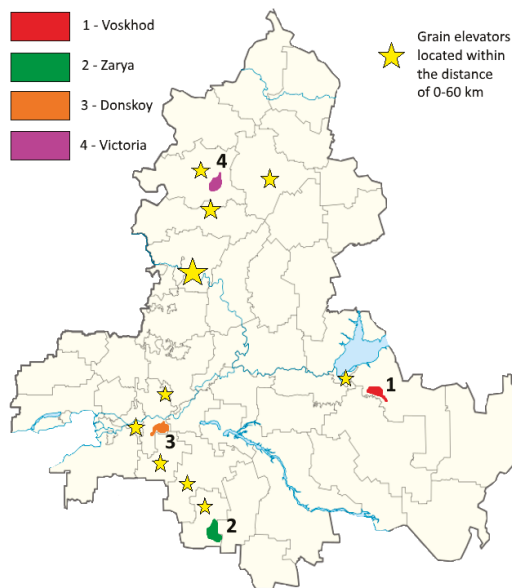 1 - Voskhod
2 - Zarya
3 - Donskoy
4 - Victoria
Grain elevators
located within
the distance
of 0-60 km
4
1
3
2